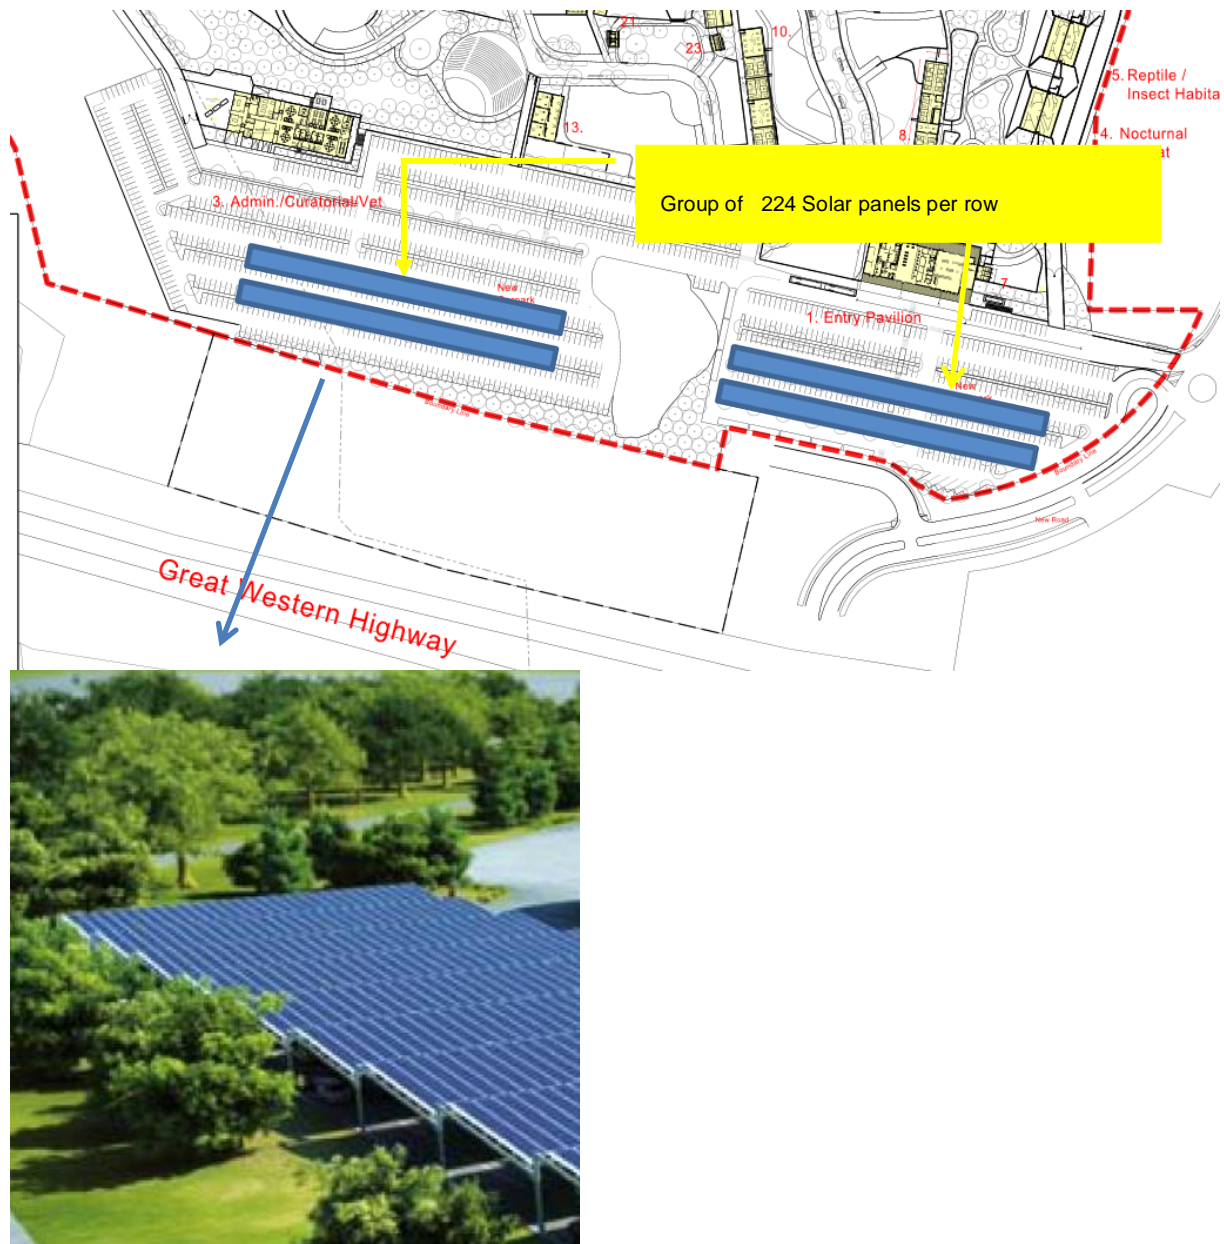 21.
23.
10.
5. Reptile /
Insect Habita
13.
8.
4. Nocturnal
at
Group of 224 Solar panels per row
3. Admin./Curatorial/Vet
7.
New
1. Entry Pavilion
New
Boundary Line
Boundary Line
New Road
Great Western Highway